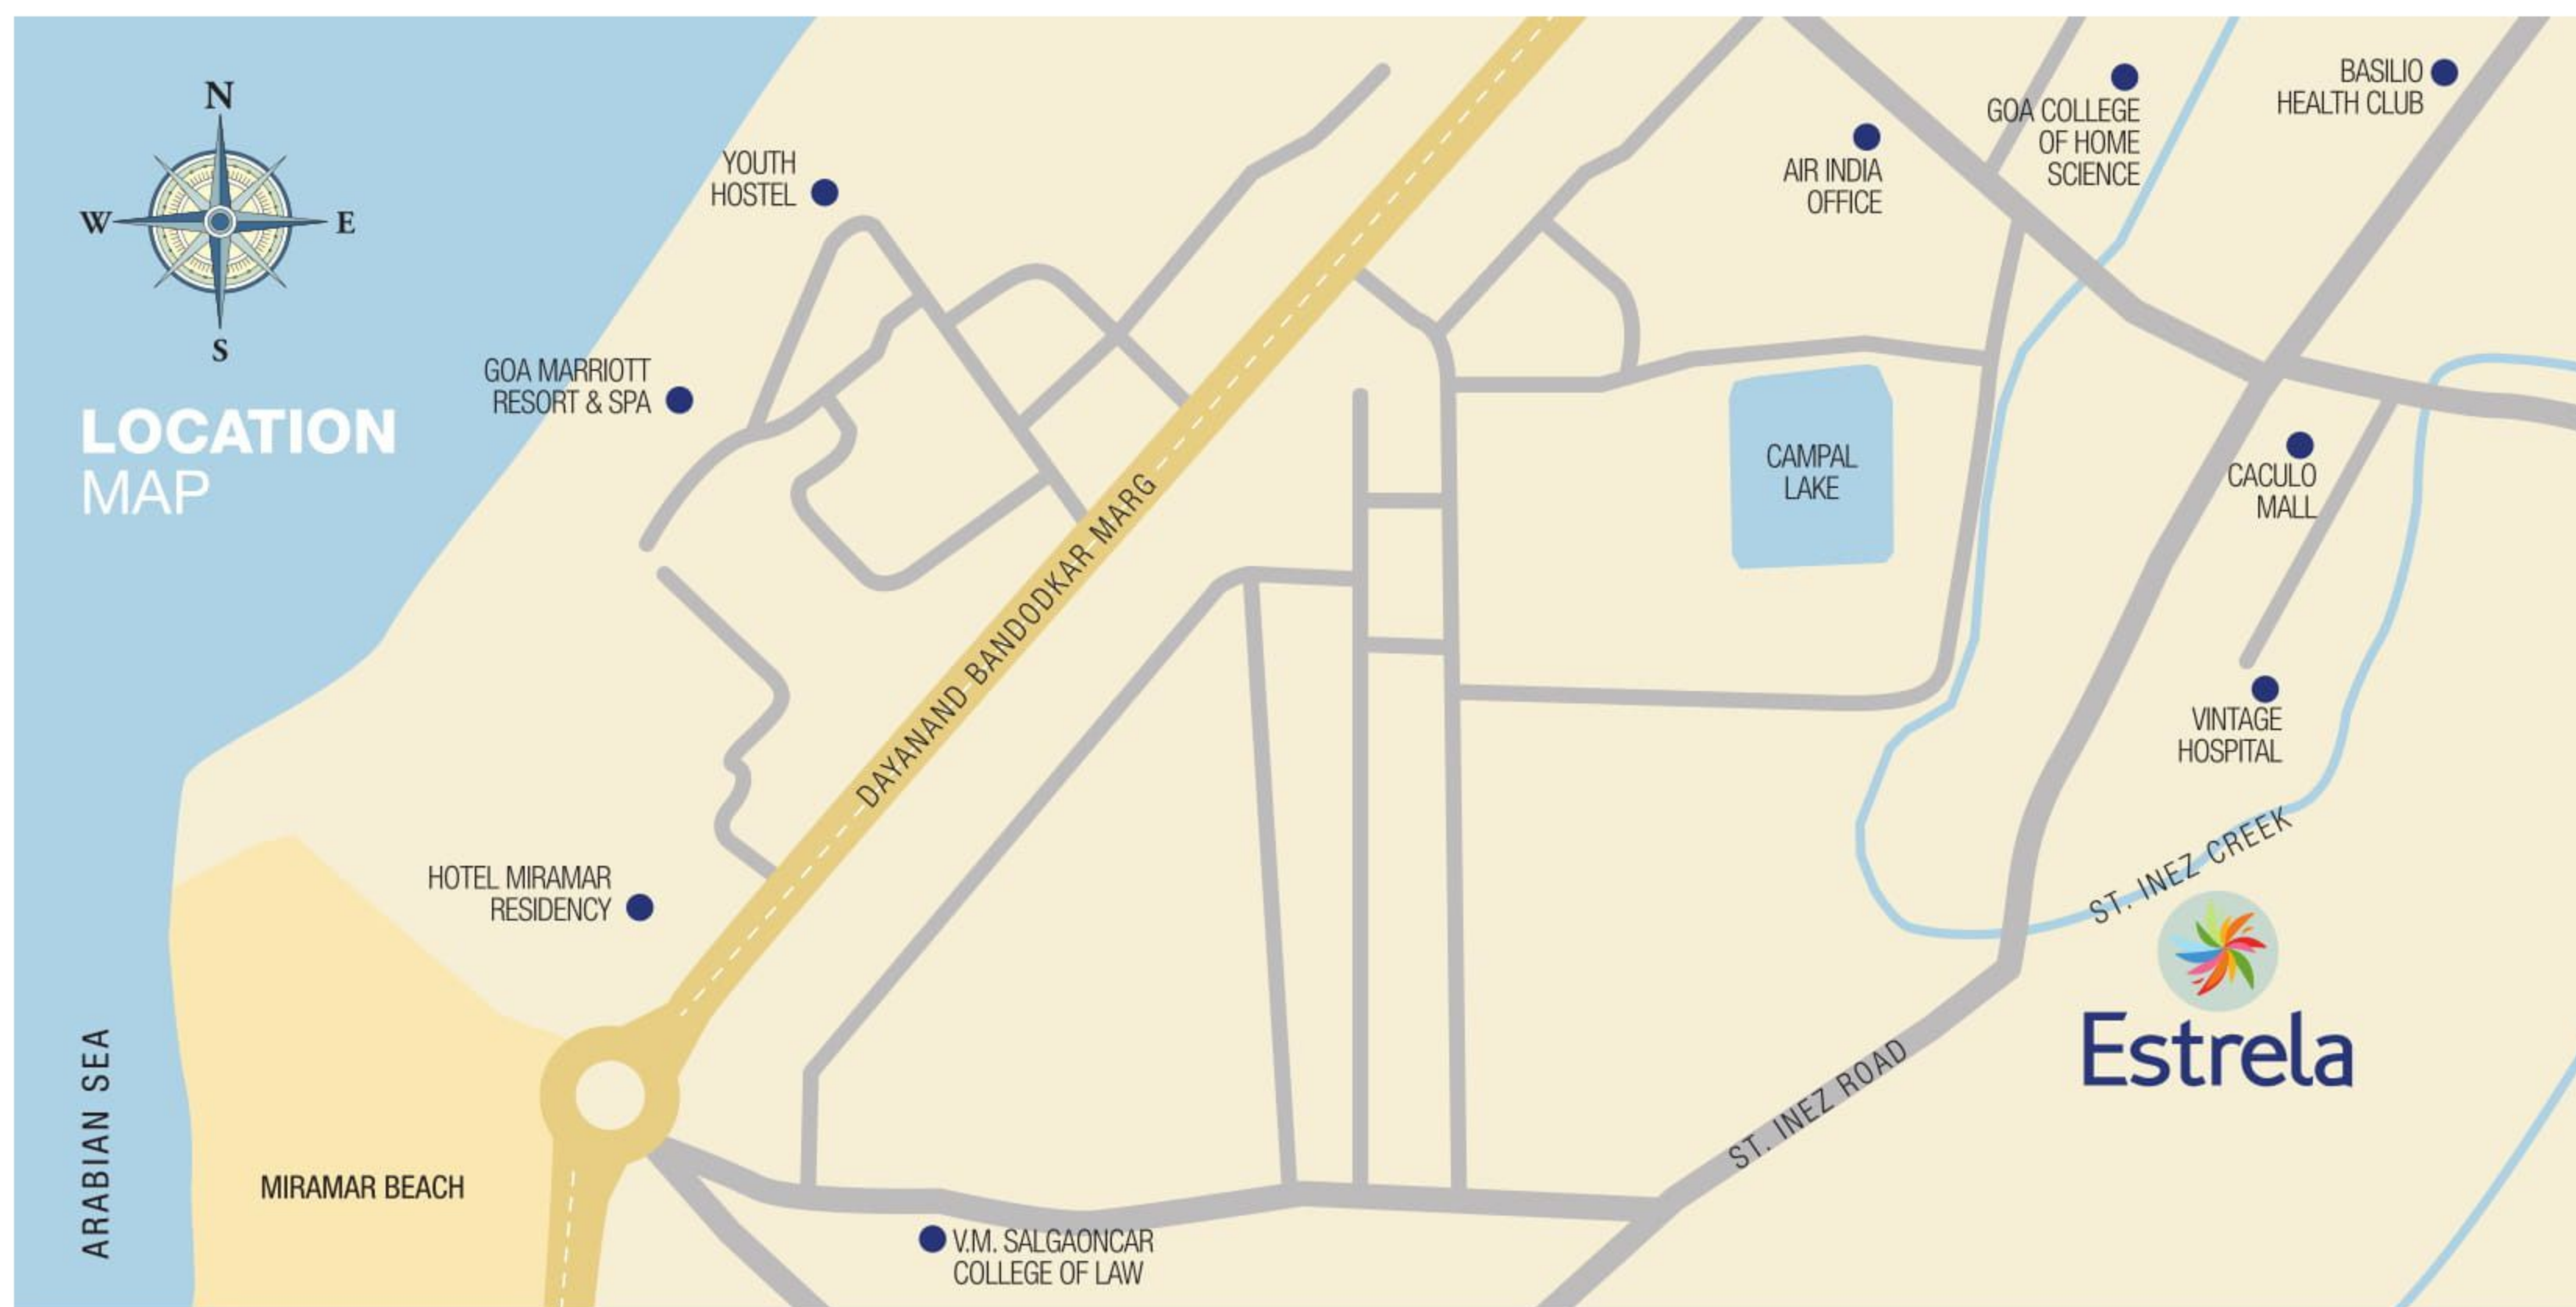 N
W
E
S
LOCATION
MAP
YOUTH
HOSTEL
GOA MARRIOTT
RESORT & SPA
AIR INDIA
OFFICE
GOA COLLEGE
OF HOME
SCIENCE
BASILIO
HEALTH CLUB
CAMPAL
LAKE
CACULO
MALL
DAYANAND BANDODKAR MARG
VINTAGE
HOSPITAL
HOTEL MIRAMAR
RESIDENCY
ST. INEZ CREEK
Estrela
ST. INEZ ROAD
ARABIAN SEA
MIRAMAR BEACH
V.M. SALGAONCAR
COLLEGE OF LAW